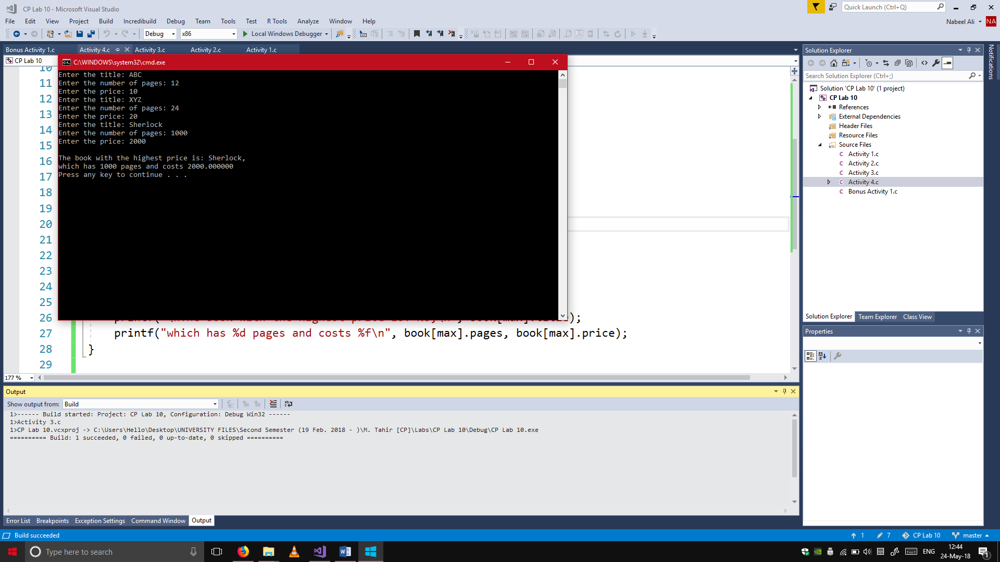 CP Lab 10 - Microsoft Visual Studio
Quick Launch (Ctrl+Q)
File Edit View Project Build Incredibuild Debug Team Tools Test R Tools Analyze Window Help
Nabeel Ali NA
Debug x86 Local Windows Debugger
Bonus Activity 1.c Activity 4.c Activity 3.c Activity 2.c Activity 1.c
CP Lab 10
C:\WINDOWS\system32\cmd.exe
Enter the title: ABC
Enter the number of pages: 12
Enter the price: 10
Enter the title: XYZ
Enter the number of pages: 24
Enter the price: 20
Enter the title: Sherlock
Enter the number of pages: 1000
Enter the price: 2000
The book with the highest price is: Sherlock,
which has 1000 pages and costs 2000.000000
Press any key to continue . . .
10
11
12
13
14
15
16
17
18
19
20
21
22
23
24
25
26
27 printf("which has %d pages and costs %f\n", book[max].pages, book[max].price);
28 }
29
177 %
Output
Show output from: Build
1>------ Build started: Project: CP Lab 10, Configuration: Debug Win32 ------
1>Activity 3.c
1>CP Lab 10.vcxproj -> C:\Users\Hello\Desktop\UNIVERSITY FILES\Second Semester (19 Feb. 2018 - )\M. Tahir [CP]\Labs\CP Lab 10\Debug\CP Lab 10.exe
========== Build: 1 succeeded, 0 failed, 0 up-to-date, 0 skipped ==========
Error List Breakpoints Exception Settings Command Window Output
Solution Explorer
Search Solution Explorer (Ctrl+;)
Solution 'CP Lab 10' (1 project)
CP Lab 10
References
External Dependencies
Header Files
Resource Files
Source Files
Activity 1.c
Activity 2.c
Activity 3.c
Activity 4.c
Bonus Activity 1.c
Solution Explorer Team Explorer Class View
Properties
Notifications
Build succeeded
1 7 CP Lab 10 master
Type here to search
ENG
12:44
24-May-18
1